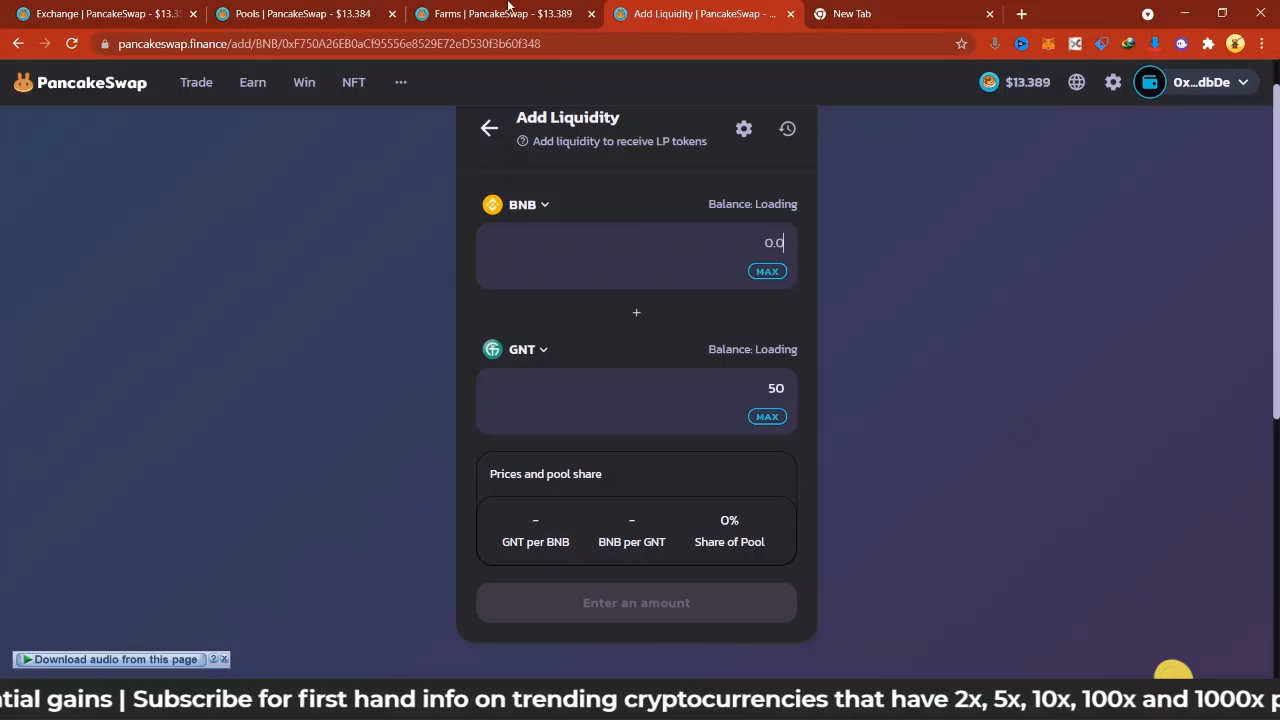 Exchange | PancakeSwap - $13.3
Pools | PancakeSwap - $13.384
Farms | PancakeSwap - $13.389
Add Liquidity | PancakeSwap - ...
New Tab
pancakeswap.finance/add/BNB/0xF750A26EB0aCf95556e8529E72eD530f3b60f348
PancakeSwap
Trade
Earn
Win
NFT
$13.389
0x...dbDe
Add Liquidity
Add liquidity to receive LP tokens
BNB
Balance: Loading
0.0
MAX
+
GNT
Balance: Loading
50
MAX
Prices and pool share
- - 0%
GNT per BNB BNB per GNT Share of Pool
Enter an amount
Download audio from this page ? x
ntial gains | Subscribe for first hand info on trending cryptocurrencies that have 2x, 5x, 10x, 100x and 1000x p